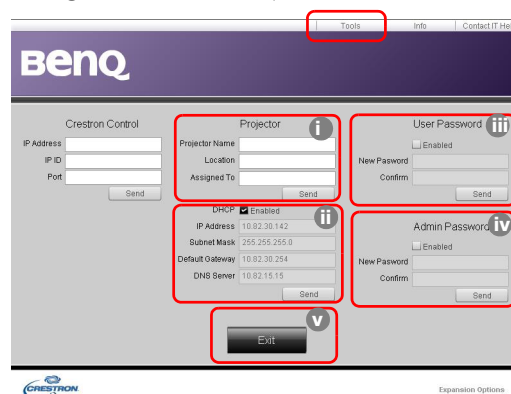 Tools Info Contact IT He
BenQ
Crestron Control
IP Address
IP ID
Port
Send
Projector
i
Projector Name
Location
Assigned To
Send
ii
DHCP Enabled
IP Address 10.82.30.142
Subnet Mask 255.255.255.0
Default Gateway 10.82.30.254
DNS Server 10.82.15.15
Send
User Password
iii
Enabled
New Pasword
Confirm
Send
Admin Password
iv
Enabled
New Pasword
Confirm
Send
v
Exit
CRESTRON
Expansion Options